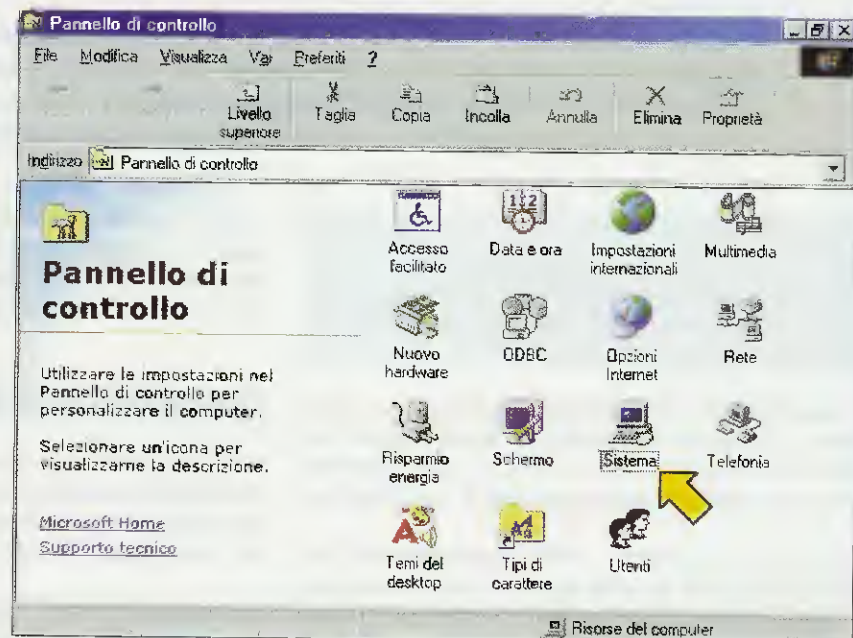 Pannello di controllo
File Modifica Visualizza Vai Preferiti ?
Livello superiore Taglia Copia Incolla Annulla Elimina Proprietà
Indirizzo Pannello di controllo
Pannello di
controllo
Utilizzare le impostazioni nel
Pannello di controllo per
personalizzare il computer.
Selezionare un'icona per
visualizzarne la descrizione.
Microsoft Home
Supporto tecnico
Accesso facilitato
Data e ora
Impostazioni internazionali
Multimedia
Nuovo hardware
ODBC
Opzioni Internet
Rete
Risparmio energia
Schermo
Sistema
Telefonia
Temi del desktop
Tipi di carattere
Utenti
Risorse del computer